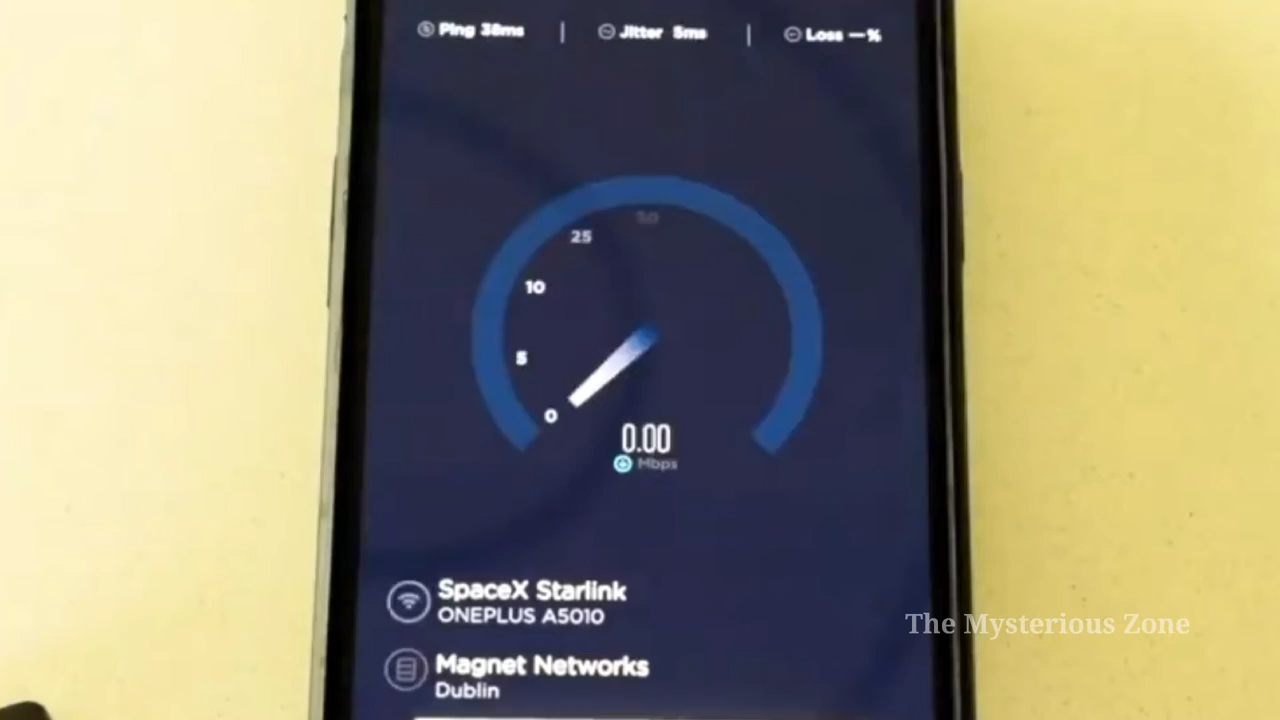 Ping 38ms | Jitter 5ms | Loss — %
50
25
10
5
0
0.00
Mbps
SpaceX Starlink
ONEPLUS A5010
The Mysterious Zone
Magnet Networks
Dublin